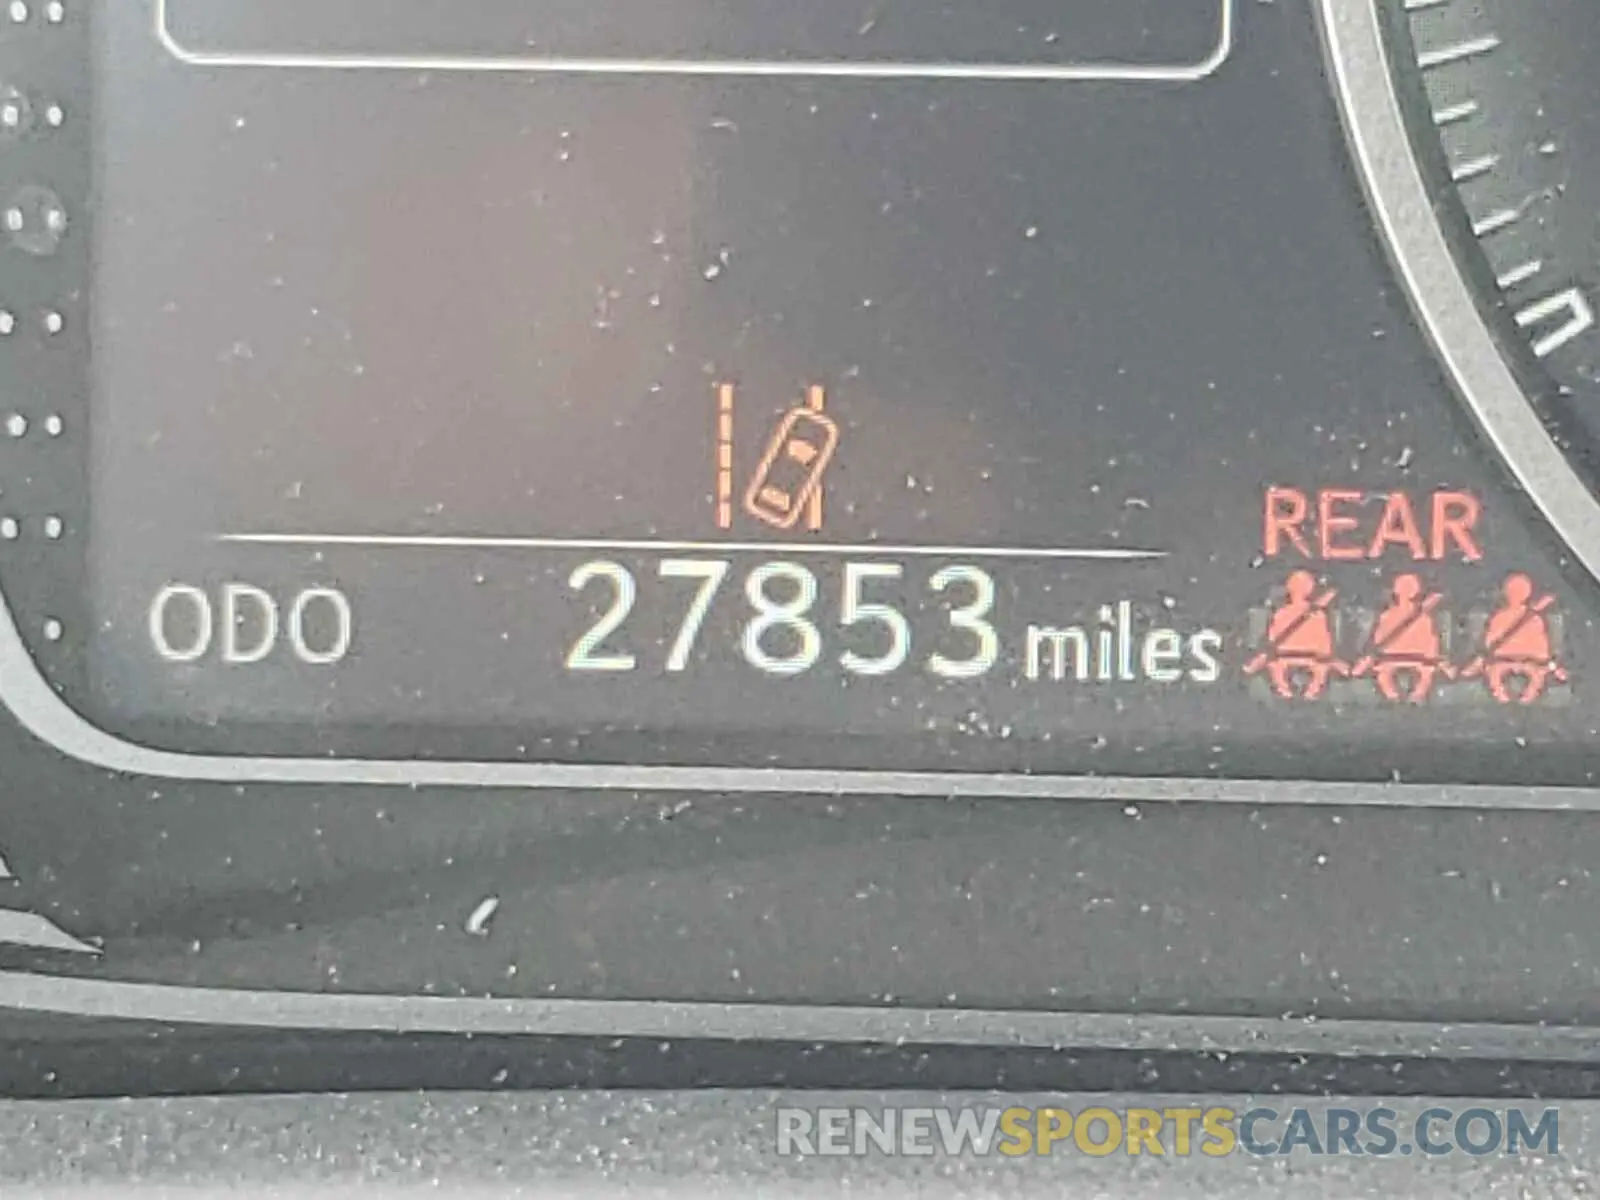 REAR
ODO 27853 miles
RENEWSPORTSCARS.COM